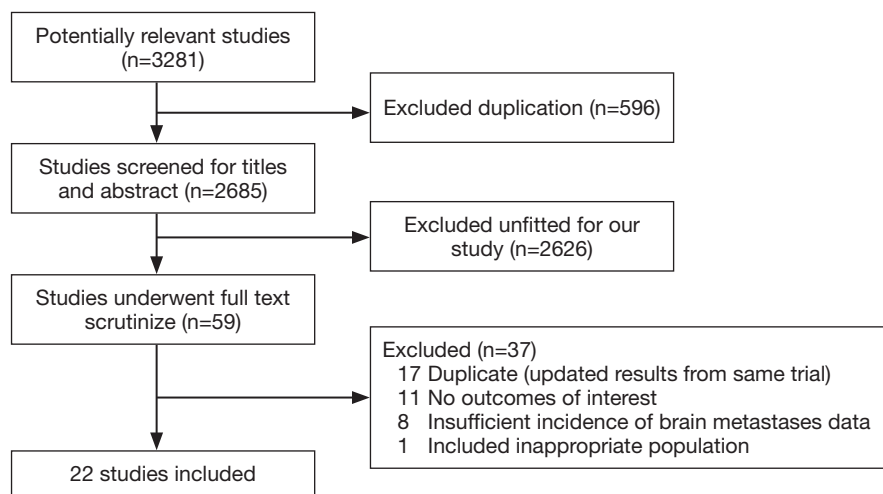 Potentially relevant studies
(n=3281)
Excluded duplication (n=596)
Studies screened for titles
and abstract (n=2685)
Excluded unfitted for our
study (n=2626)
Studies underwent full text
scrutinize (n=59)
Excluded (n=37)
17 Duplicate (updated results from same trial)
11 No outcomes of interest
8 Insufficient incidence of brain metastases data
1 Included inappropriate population
22 studies included